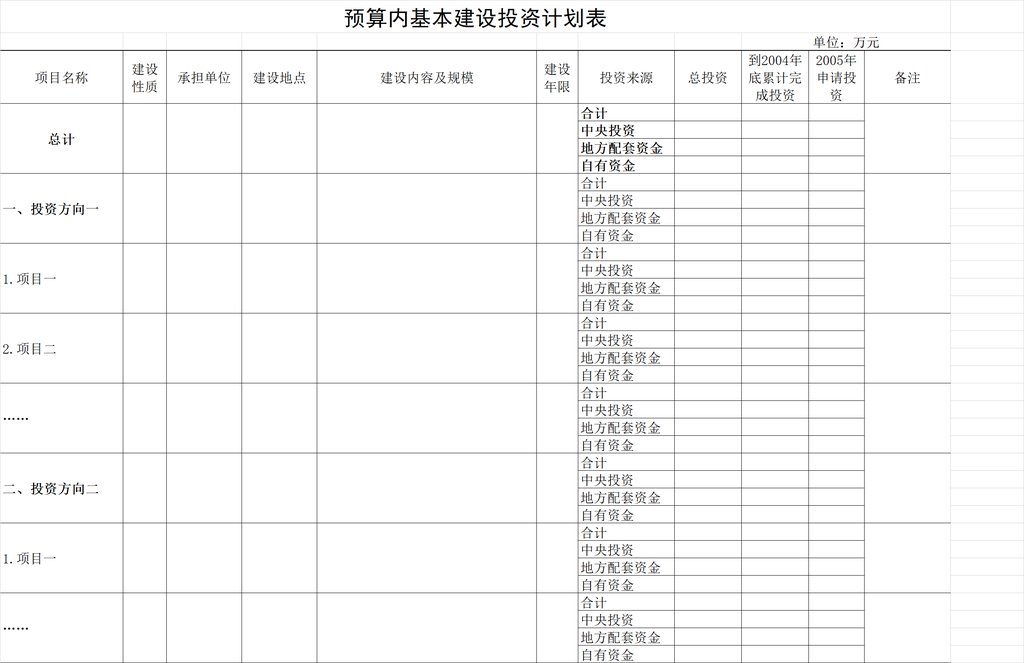 预算内基本建设投资计划表
单位：万元
项目名称 建设性质 承担单位 建设地点 建设内容及规模 建设年限 投资来源 总投资 到2004年底累计完成投资 2005年申请投资 备注
总计
合计
中央投资
地方配套资金
自有资金
一、投资方向一
合计
中央投资
地方配套资金
自有资金
1.项目一
合计
中央投资
地方配套资金
自有资金
2.项目二
合计
中央投资
地方配套资金
自有资金
……
合计
中央投资
地方配套资金
自有资金
二、投资方向二
合计
中央投资
地方配套资金
自有资金
1.项目一
合计
中央投资
地方配套资金
自有资金
……
合计
中央投资
地方配套资金
自有资金